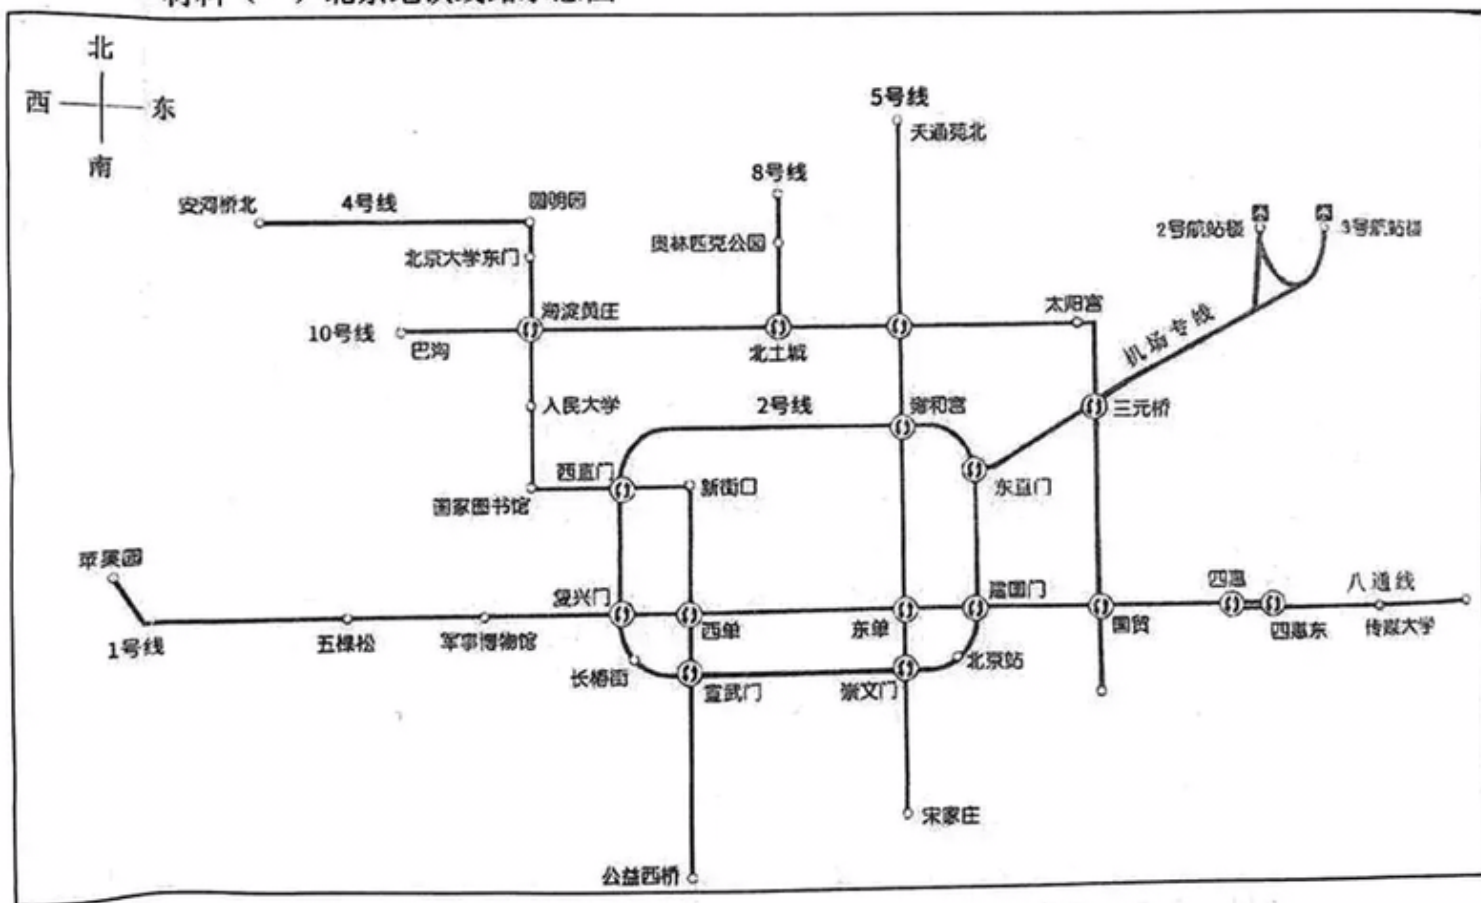 北
西
东
南
5号线
天通苑北
8号线
安河桥北
4号线
圆明园
2号航站楼
3号航站楼
奥林匹克公园
北京大学东门
太阳宫
海淀黄庄
10号线
巴沟
北土城
机场专线
人民大学
2号线
雍和宫
三元桥
西直门
新街口
东直门
国家图书馆
苹果园
复兴门
建国门
四惠
八通线
1号线
五棵松
军事博物馆
西单
东单
国贸
四惠东
传媒大学
长椿街
宣武门
崇文门
北京站
宋家庄
公益西桥